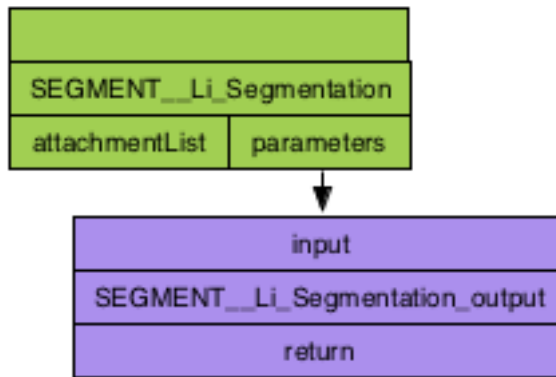 SEGMENT__Li_Segmentation
attachmentList parameters
input
SEGMENT__Li_Segmentation_output
return